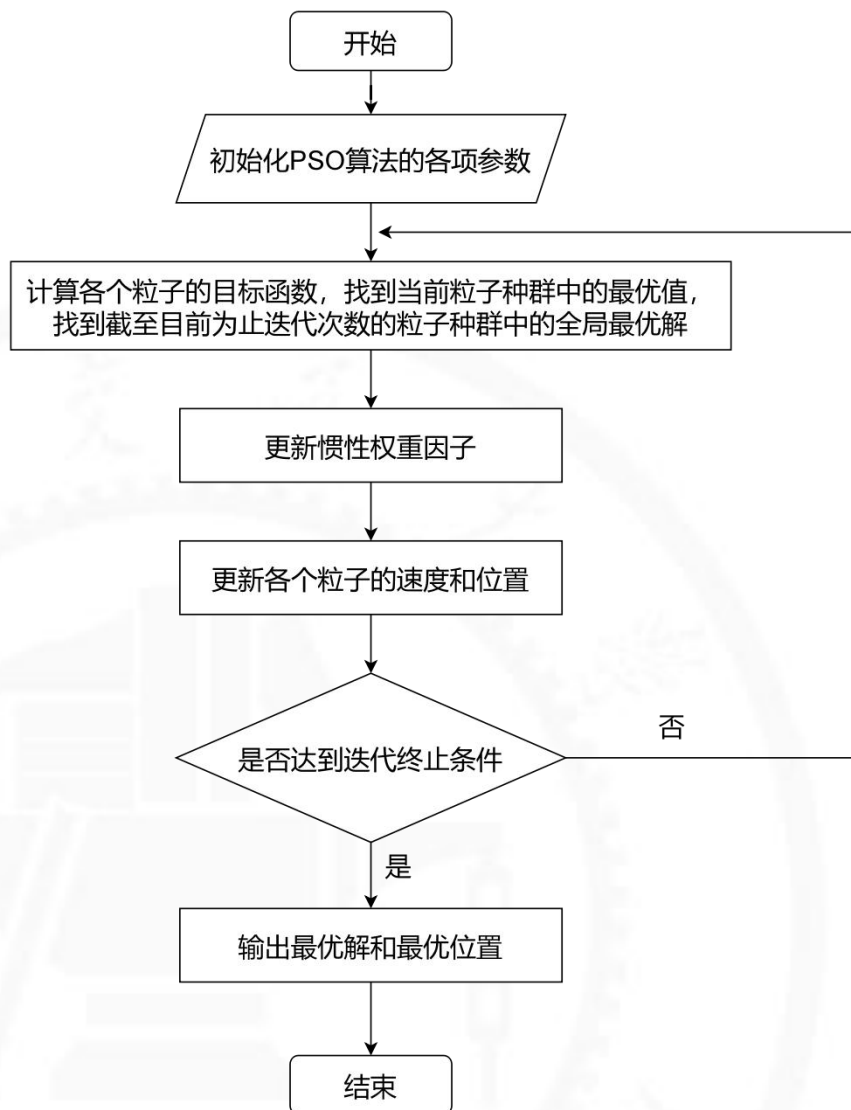 开始
初始化PSO算法的各项参数
计算各个粒子的目标函数，找到当前粒子种群中的最优值，
找到截至目前为止迭代次数的粒子种群中的全局最优解
更新惯性权重因子
更新各个粒子的速度和位置
是否达到迭代终止条件
否
是
输出最优解和最优位置
结束